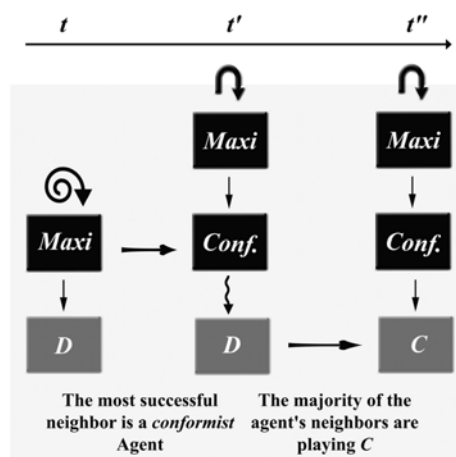 t t' t"
Maxi Maxi
Maxi Conf. Conf.
D D C
The most successful
neighbor is a conformist
Agent
The majority of the
agent's neighbors are
playing C